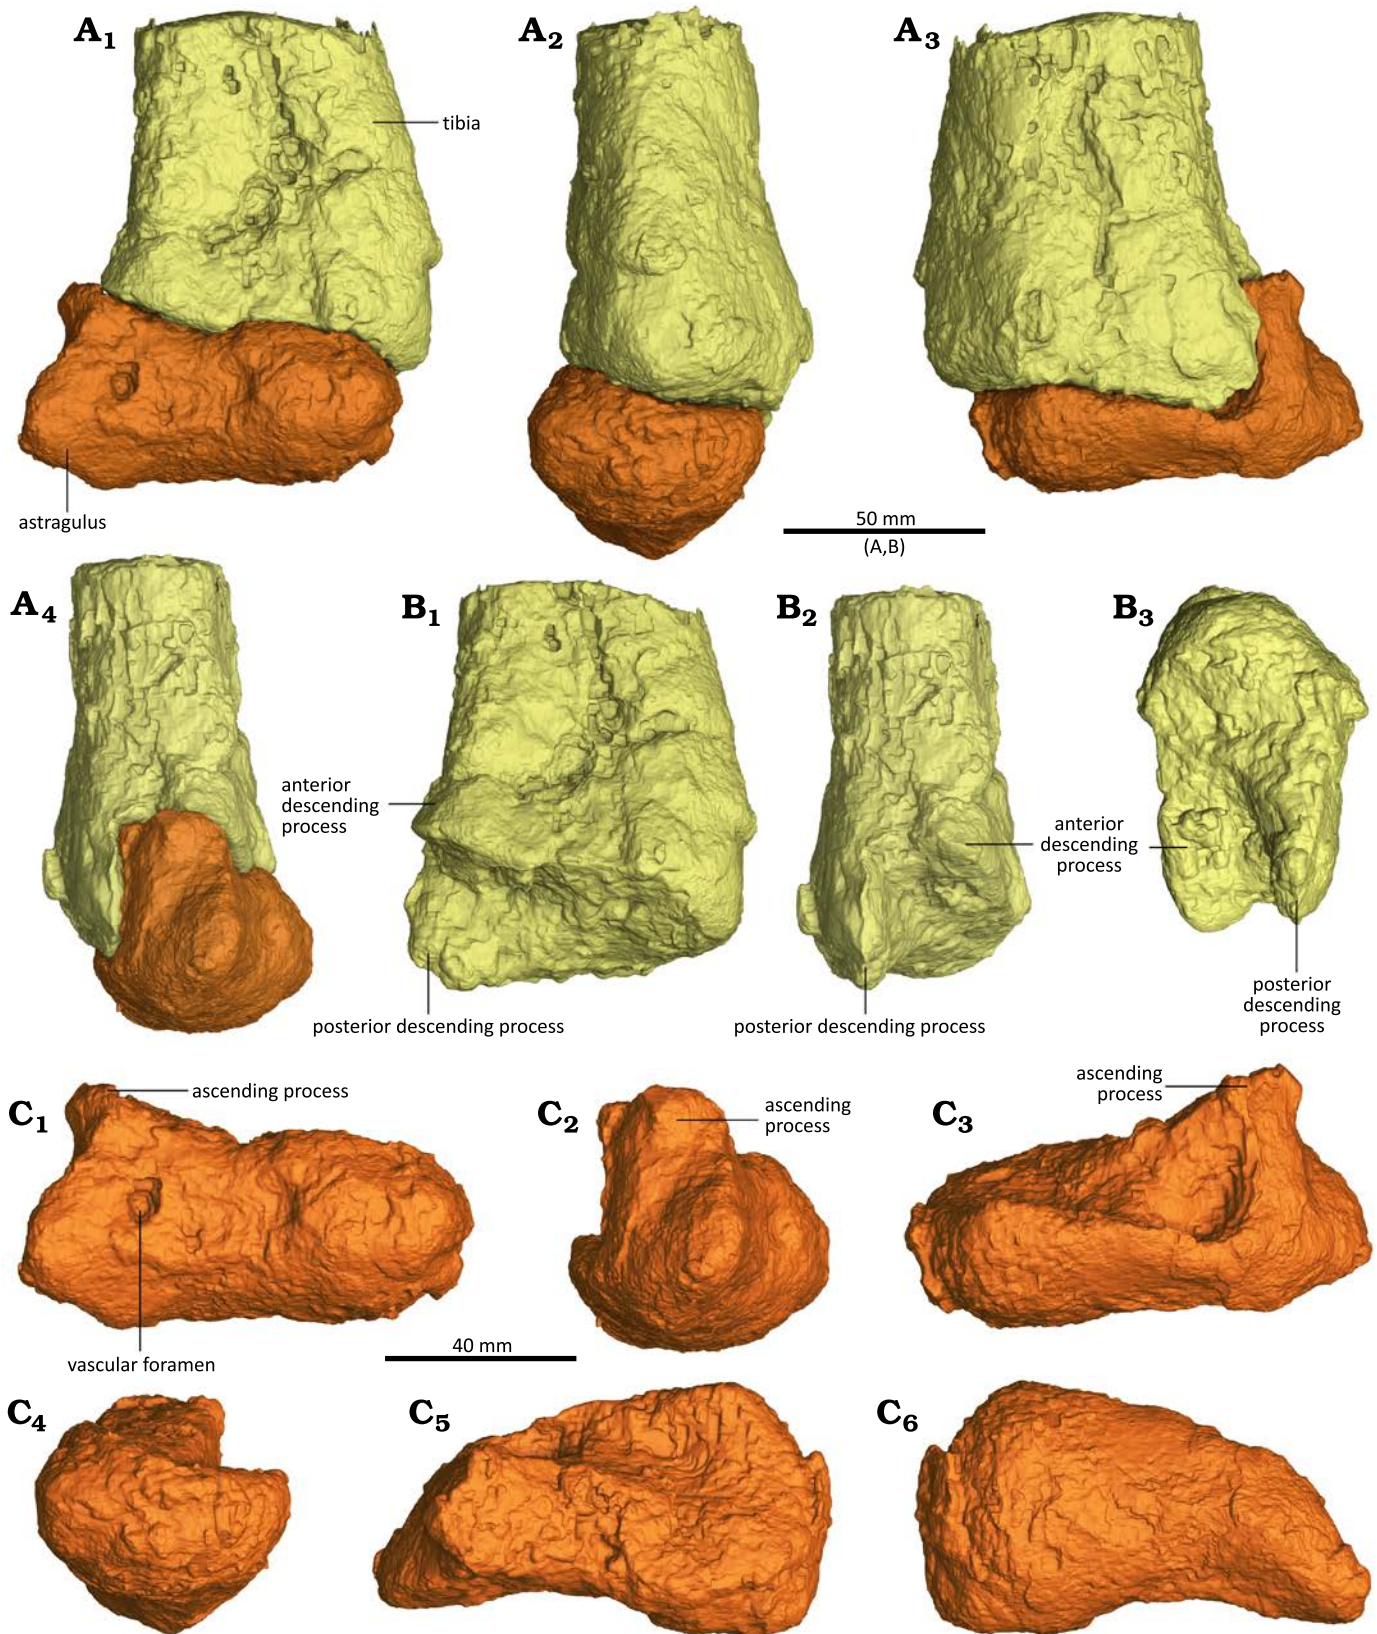 A1
A2
A3
tibia
astragulus
50 mm
(A,B)
A4
B1
B2
B3
anterior
descending
process
anterior
descending
process
posterior descending process
posterior descending process
posterior
descending
process
C1
ascending process
C2
ascending
process
C3
ascending
process
vascular foramen
40 mm
C4
C5
C6